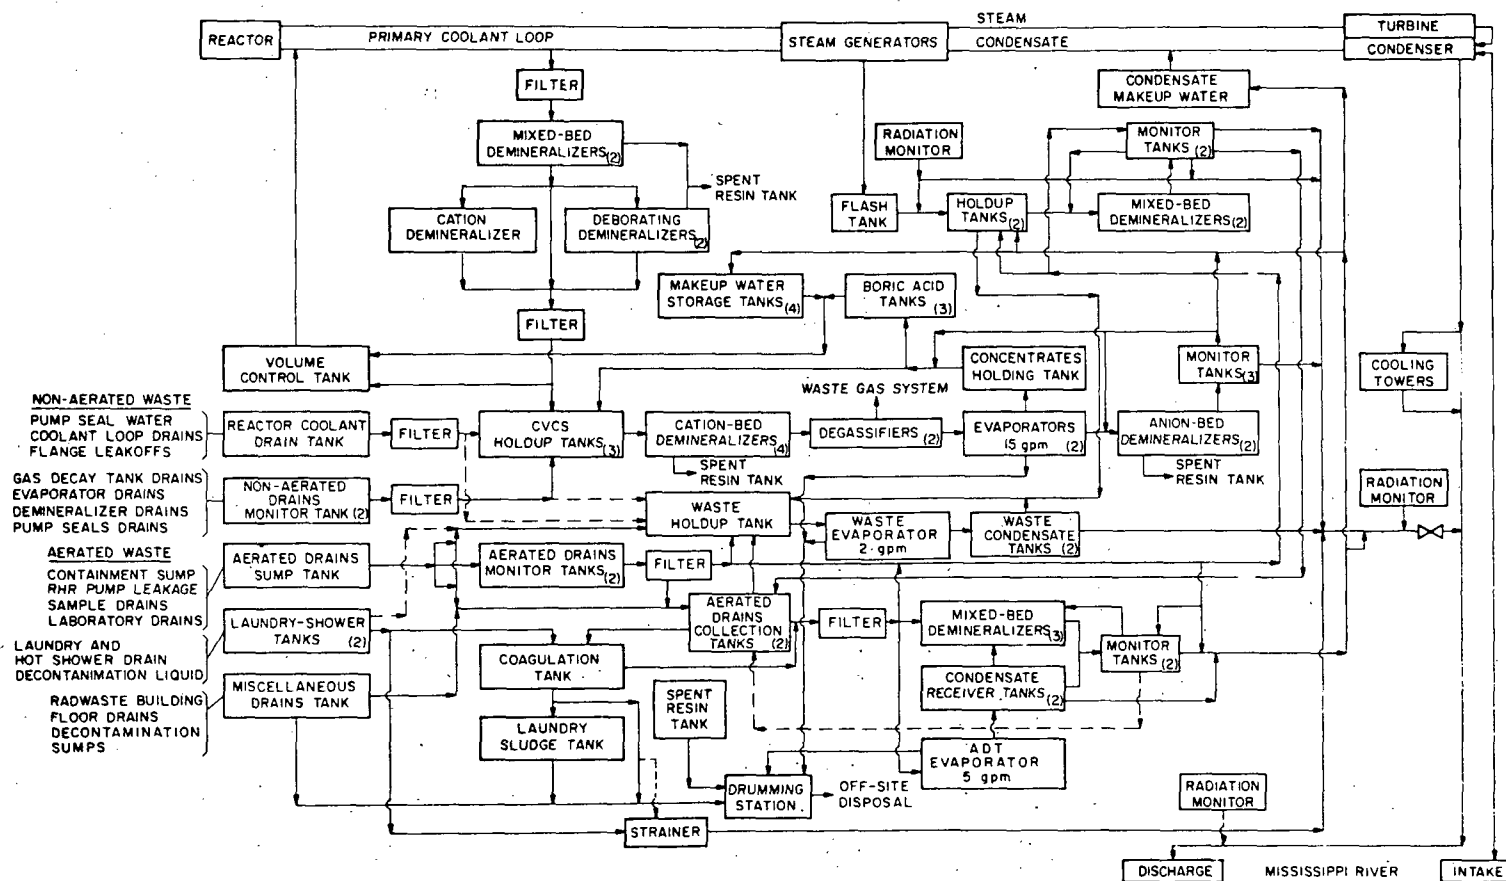 REACTOR
PRIMARY COOLANT LOOP
STEAM GENERATORS
STEAM
CONDENSATE
TURBINE
CONDENSER
FILTER
CONDENSATE
MAKEUP WATER
MIXED-BED
DEMINERALIZERS (2)
RADIATION
MONITOR
MONITOR
TANKS (2)
SPENT
RESIN TANK
CATION
DEMINERALIZER
DEBORATING
DEMINERALIZERS (2)
FLASH
TANK
HOLDUP
TANKS (2)
MIXED-BED
DEMINERALIZERS (2)
MAKEUP WATER
STORAGE TANKS (4)
BORIC ACID
TANKS (3)
FILTER
VOLUME
CONTROL TANK
CONCENTRATES
HOLDING TANK
MONITOR
TANKS (3)
COOLING
TOWERS
WASTE GAS SYSTEM
NON-AERATED WASTE
PUMP SEAL WATER
COOLANT LOOP DRAINS
FLANGE LEAKOFFS
REACTOR COOLANT
DRAIN TANK
FILTER
CVCS
HOLDUP TANKS (3)
CATION-BED
DEMINERALIZERS (4)
DEGASSIFIERS (2)
EVAPORATORS
15 gpm (2)
ANION-BED
DEMINERALIZERS (2)
SPENT
RESIN TANK
SPENT
RESIN TANK
GAS DECAY TANK DRAINS
EVAPORATOR DRAINS
DEMINERALIZER DRAINS
PUMP SEALS DRAINS
NON-AERATED
DRAINS
MONITOR TANK (2)
FILTER
WASTE
HOLDUP TANK
WASTE
EVAPORATOR
2-gpm
WASTE
CONDENSATE
TANKS (2)
RADIATION
MONITOR
AERATED WASTE
CONTAINMENT SUMP
RHR PUMP LEAKAGE
SAMPLE DRAINS
LABORATORY DRAINS
AERATED DRAINS
SUMP TANK
AERATED DRAINS
MONITOR TANKS (2)
FILTER
LAUNDRY-SHOWER
TANKS
(2)
AERATED
DRAINS
COLLECTION
TANKS (2)
FILTER
MIXED-BED
DEMINERALIZERS (3)
MONITOR
TANKS (2)
LAUNDRY AND
HOT SHOWER DRAIN
DECONTANIMATION LIQUID
COAGULATION
TANK
CONDENSATE
RECEIVER TANKS
(2)
RADWASTE BUILDING
FLOOR DRAINS
DECONTAMINATION
SUMPS
MISCELLANEOUS
DRAINS TANK
SPENT
RESIN
TANK
LAUNDRY
SLUDGE TANK
ADT
EVAPORATOR
5 gpm
DRUMMING
STATION
OFF-SITE
DISPOSAL
RADIATION
MONITOR
STRAINER
DISCHARGE
MISSISSIPPI RIVER
INTAKE